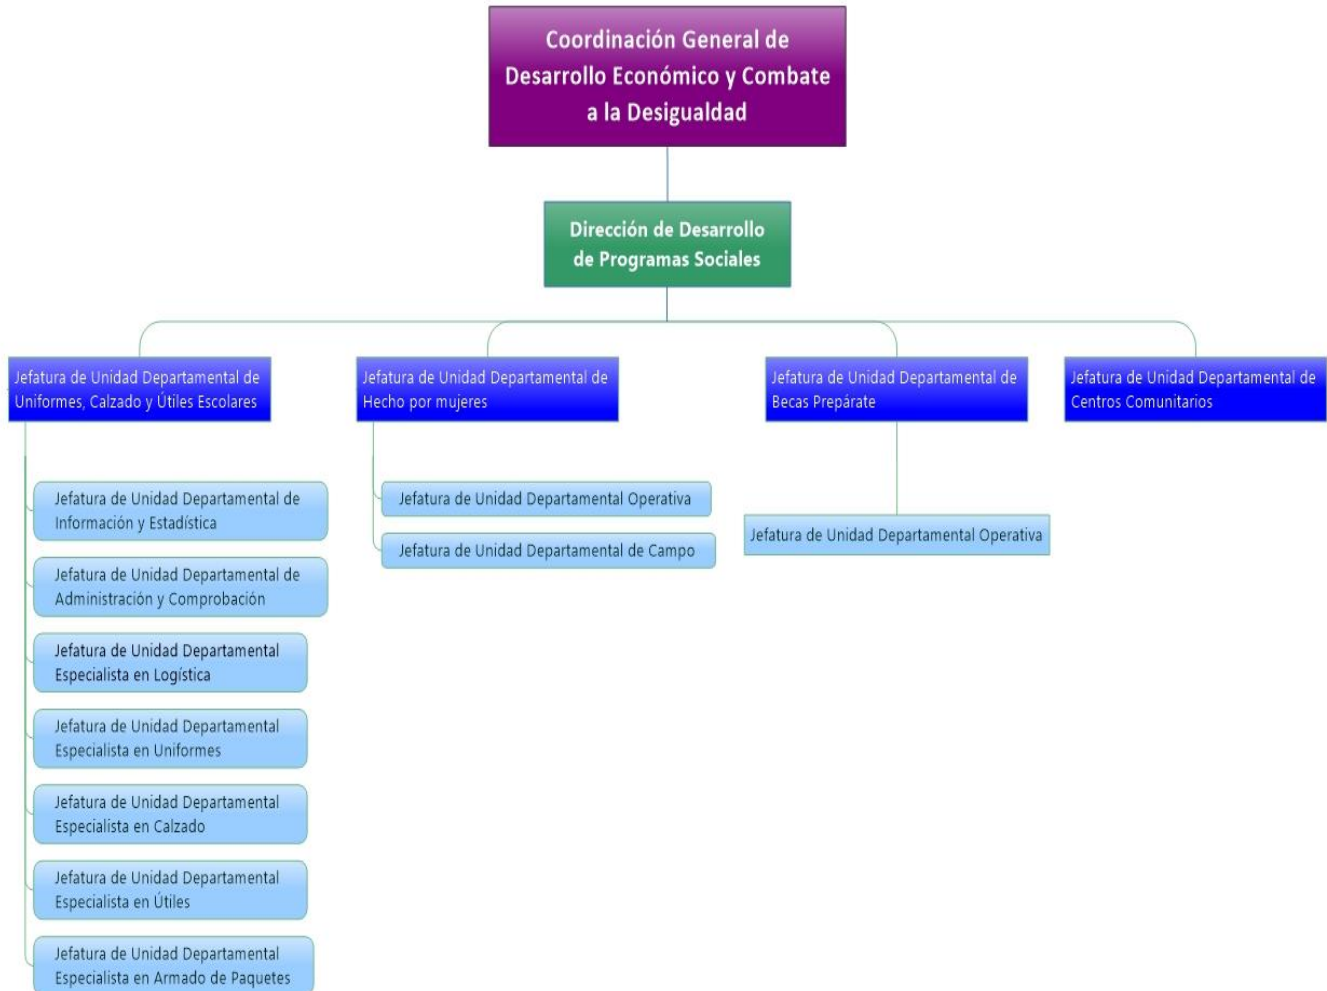 Coordinación General de
Desarrollo Económico y Combate
a la Desigualdad
Dirección de Desarrollo
de Programas Sociales
Jefatura de Unidad Departamental de
Uniformes, Calzado y Útiles Escolares
Jefatura de Unidad Departamental de
Hecho por mujeres
Jefatura de Unidad Departamental de
Becas Prepárate
Jefatura de Unidad Departamental de
Centros Comunitarios
Jefatura de Unidad Departamental de
Información y Estadística
Jefatura de Unidad Departamental de
Administración y Comprobación
Jefatura de Unidad Departamental
Especialista en Logística
Jefatura de Unidad Departamental
Especialista en Uniformes
Jefatura de Unidad Departamental
Especialista en Calzado
Jefatura de Unidad Departamental
Especialista en Útiles
Jefatura de Unidad Departamental
Especialista en Armado de Paquetes
Jefatura de Unidad Departamental Operativa
Jefatura de Unidad Departamental de Campo
Jefatura de Unidad Departamental Operativa